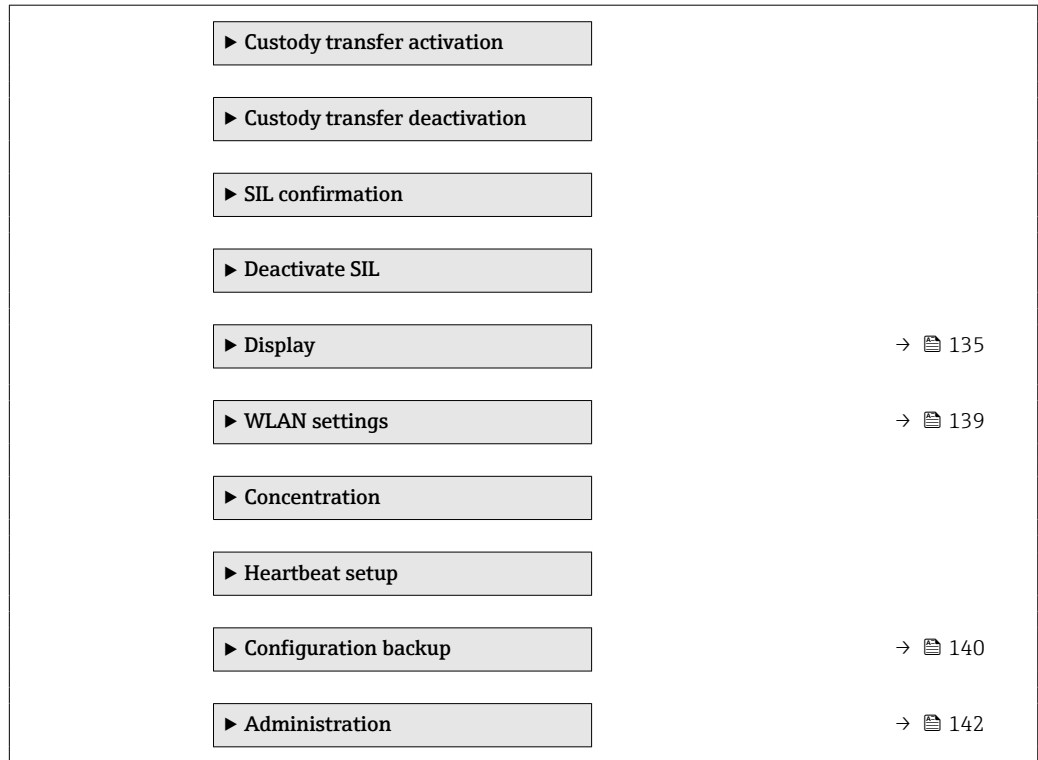 ▶ Custody transfer activation
▶ Custody transfer deactivation
▶ SIL confirmation
▶ Deactivate SIL
▶ Display → 135
▶ WLAN settings → 139
▶ Concentration
▶ Heartbeat setup
▶ Configuration backup → 140
▶ Administration → 142